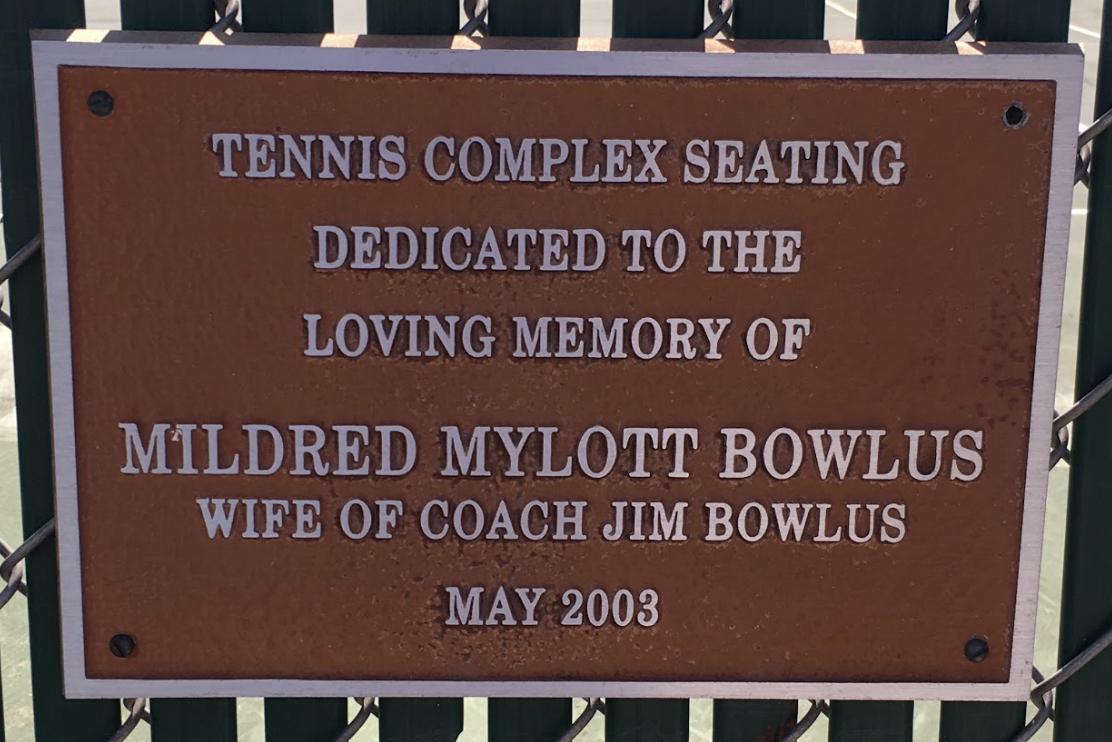 TENNIS COMPLEX SEATING
DEDICATED TO THE
LOVING MEMORY OF
MILDRED MYLOTT BOWLUS
WIFE OF COACH JIM BOWLUS
MAY 2003